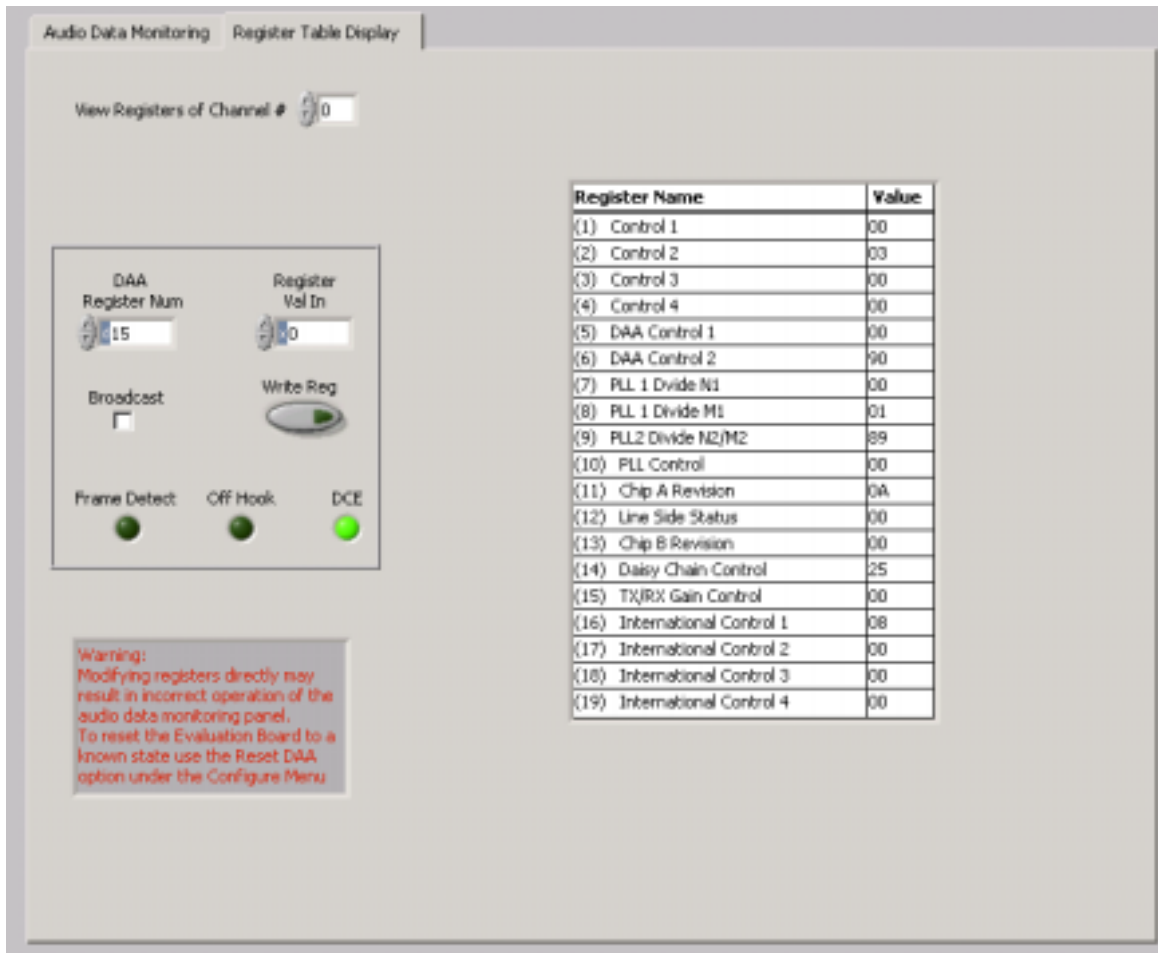 Audio Data Monitoring Register Table Display
View Registers of Channel # 0
DAA Register Num
15
Register Val In
0
Broadcast
Write Reg
Frame Detect Off Hook DCE
Warning:
Modifying registers directly may
result in incorrect operation of the
audio data monitoring panel.
To reset the Evaluation Board to a
known state use the Reset DAA
option under the Configure Menu
Register Name Value
(1) Control 1 00
(2) Control 2 03
(3) Control 3 00
(4) Control 4 00
(5) DAA Control 1 00
(6) DAA Control 2 90
(7) PLL 1 Dvide N1 00
(8) PLL 1 Divide M1 01
(9) PLL2 Divide N2/M2 89
(10) PLL Control 00
(11) Chip A Revision 0A
(12) Line Side Status 00
(13) Chip B Revision 00
(14) Daisy Chain Control 25
(15) TX/RX Gain Control 00
(16) International Control 1 08
(17) International Control 2 00
(18) International Control 3 00
(19) International Control 4 00